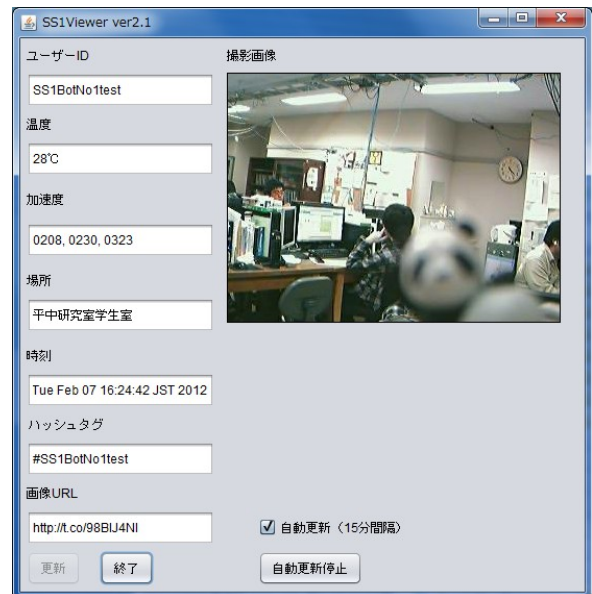 SS1Viewer ver2.1
ユーザーID
SS1BotNo1test
温度
28℃
加速度
0208, 0230, 0323
場所
平中研究室学生室
時刻
Tue Feb 07 16:24:42 JST 2012
ハッシュタグ
#SS1BotNo1test
画像URL
http://t.co/98BIJ4NI
更新
終了
撮影画像
自動更新（15分間隔）
自動更新停止